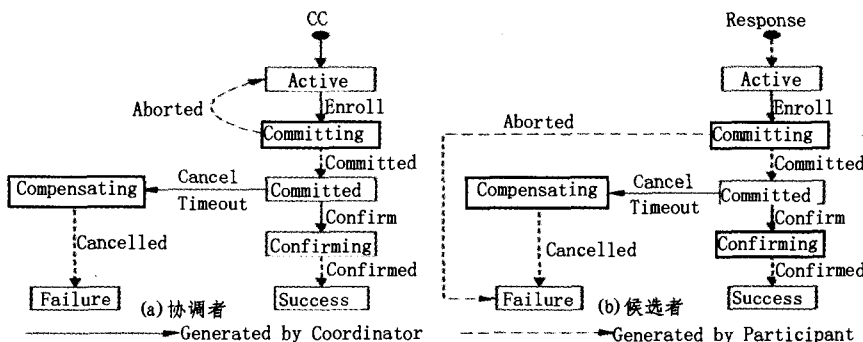 CC
Active
Aborted
Enroll
Committing
Committed
Compensating
Cancel
Timeout
Committed
Confirm
Cancelled
Confirming
Confirmed
Failure
(a)协调者
Success
Generated by Coordinator
Response
Active
Enroll
Aborted
Committing
Committed
Compensating
Cancel
Timeout
Committed
Confirm
Cancelled
Confirming
Confirmed
Failure
(b)候选者
Success
Generated by Participant